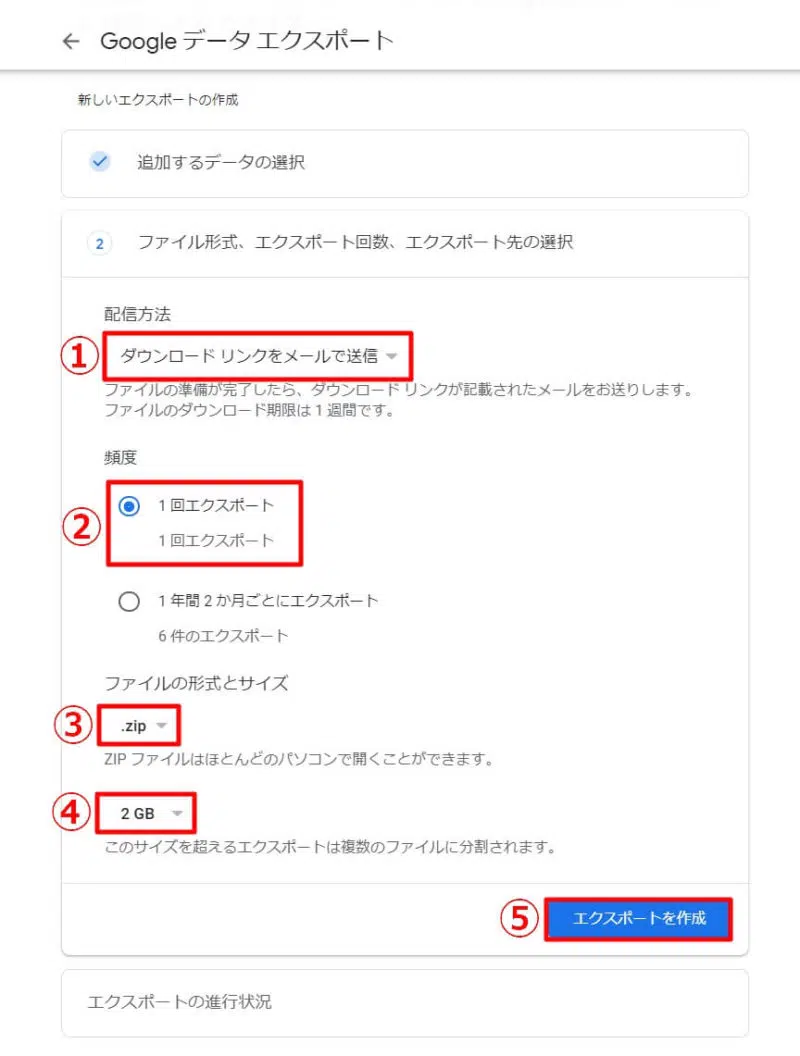 Google データ エクスポート
新しいエクスポートの作成
追加するデータの選択
2 ファイル形式、エクスポート回数、エクスポート先の選択
配信方法
① ダウンロード リンクをメールで送信
ファイルの準備が完了したら、ダウンロード リンクが記載されたメールをお送りします。
ファイルのダウンロード期限は 1 週間です。
頻度
1 回エクスポート
② 1 回エクスポート
1 年間 2 か月ごとにエクスポート
6 件のエクスポート
ファイルの形式とサイズ
③ .zip
ZIP ファイルはほとんどのパソコンで開くことができます。
④ 2 GB
このサイズを超えるエクスポートは複数のファイルに分割されます。
⑤ エクスポートを作成
エクスポートの進行状況